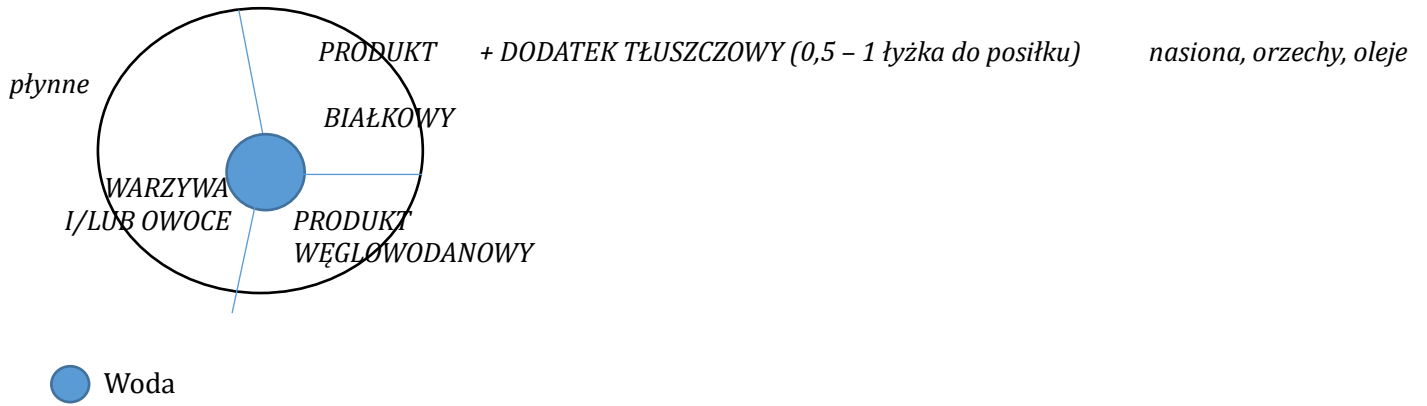 PRODUKT + DODATEK TŁUSZCZOWY (0,5 – 1 łyżka do posiłku) nasiona, orzechy, oleje
płynne
BIAŁKOWY
WARZYWA
I/LUB OWOCE
PRODUKT
WĘGLOWODANOWY
Woda